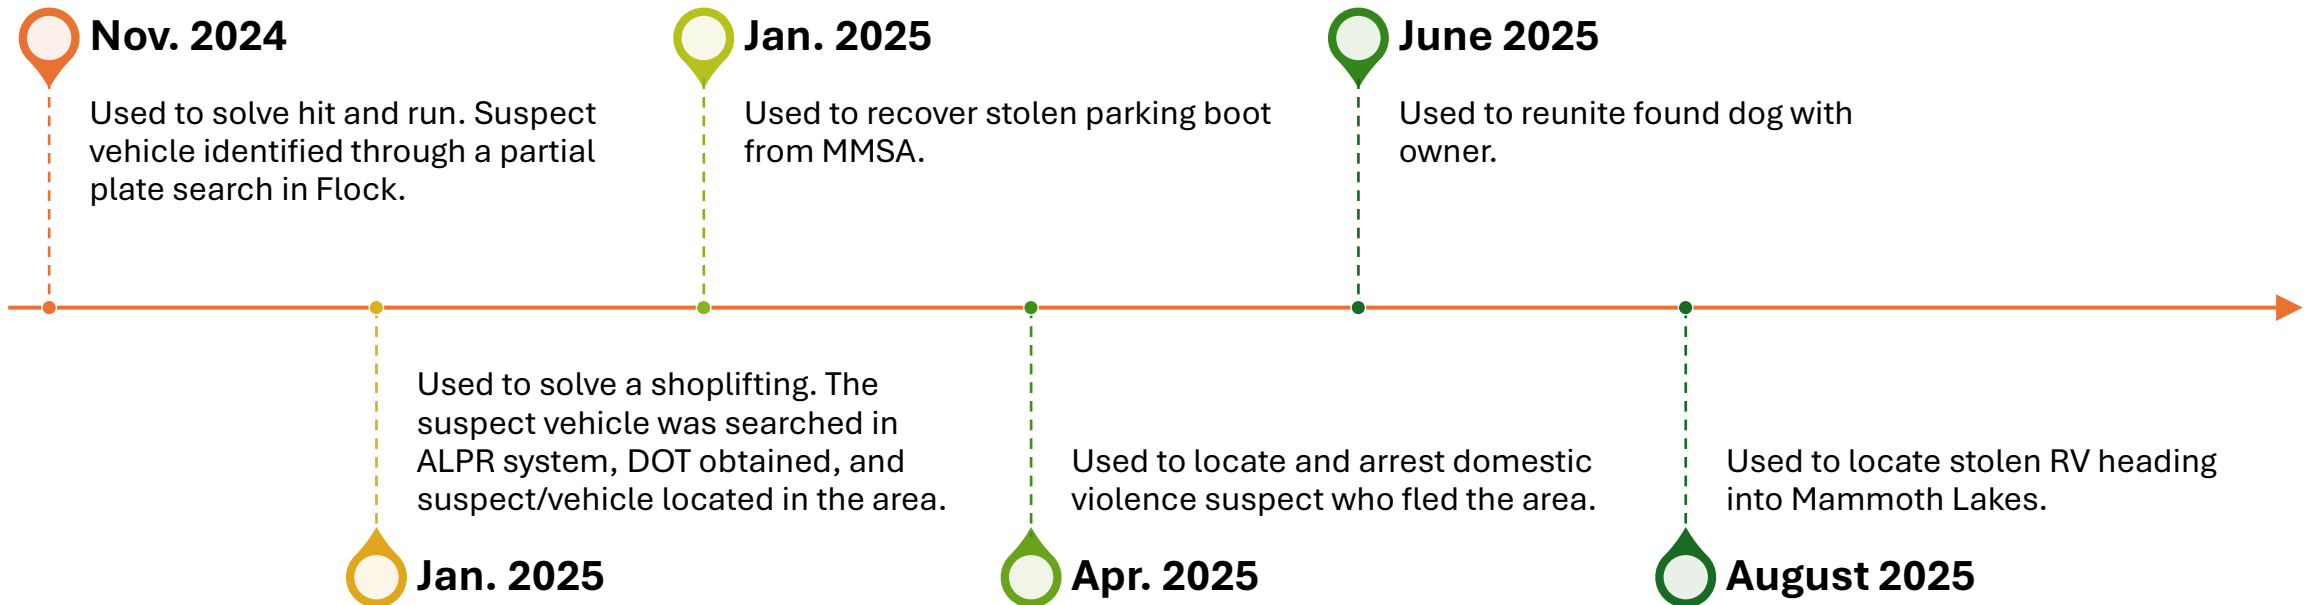 Nov. 2024
Used to solve hit and run. Suspect
vehicle identified through a partial
plate search in Flock.
Jan. 2025
Used to recover stolen parking boot
from MMSA.
June 2025
Used to reunite found dog with
owner.
Used to solve a shoplifting. The
suspect vehicle was searched in
ALPR system, DOT obtained, and
suspect/vehicle located in the area.
Jan. 2025
Used to locate and arrest domestic
violence suspect who fled the area.
Apr. 2025
Used to locate stolen RV heading
into Mammoth Lakes.
August 2025